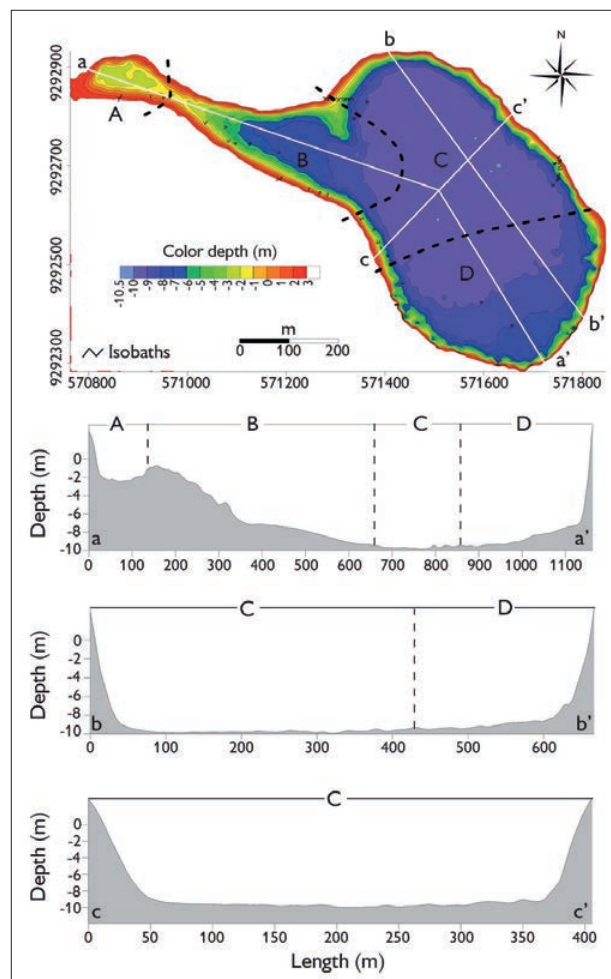 N
9292900
9292700
9292500
9292300
a
A
B
b
c'
C
c
D
b'
a'
Color depth (m)
-10.5
-10
-9
-8
-7
-6
-5
-4
-3
-2
-1
0
1
2
3
Isobaths
m
0 100 200
570800 571000 571200 571400 571600 571800
A B C D
Depth (m)
0
-2
-4
-6
-8
-10
a a'
0 100 200 300 400 500 600 700 800 900 1000 1100
C D
Depth (m)
0
-2
-4
-6
-8
-10
b b'
0 100 200 300 400 500 600
C
Depth (m)
0
-2
-4
-6
-8
-10
c c'
0 50 100 150 200 250 300 350 400
Length (m)